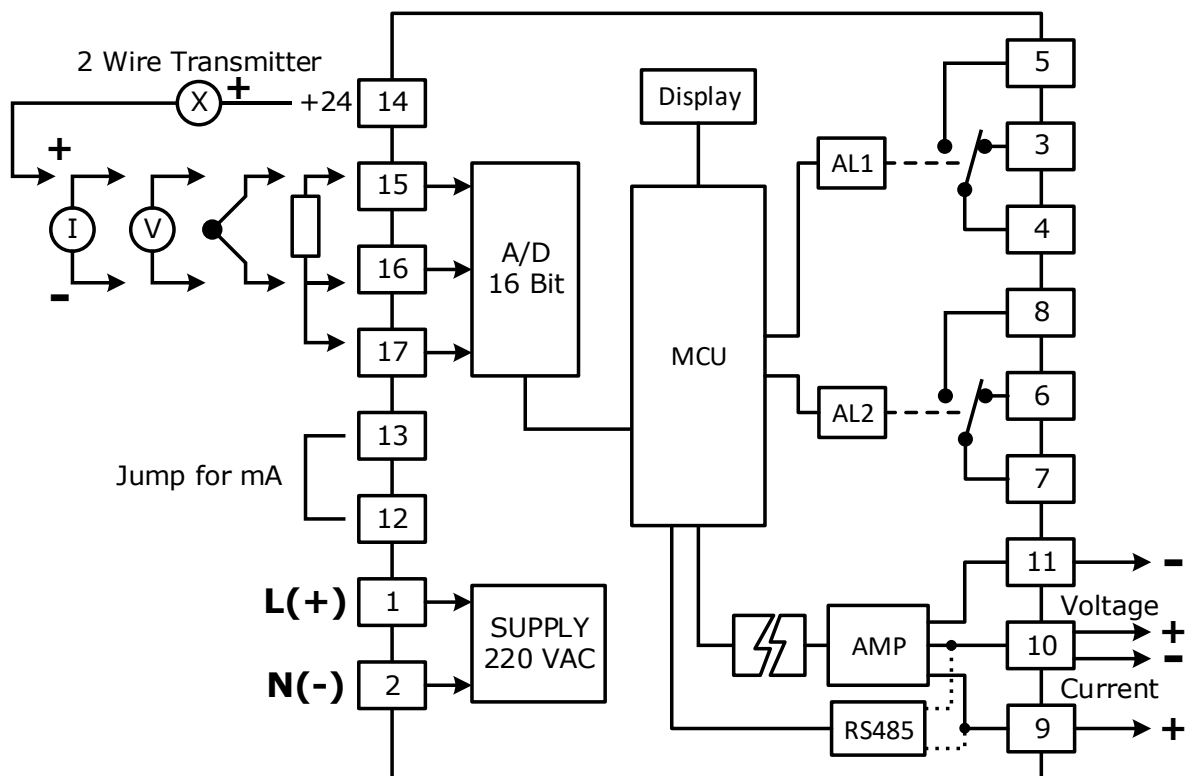 2 Wire Transmitter
X
+
+24
14
+
I
-
V
15
16
17
13
Jump for mA
12
L(+)
1
N(-)
2
A/D
16 Bit
SUPPLY
220 VAC
Display
MCU
AL1
AL2
AMP
RS485
5
3
4
8
6
7
11
-
Voltage
10
+
-
Current
9
+